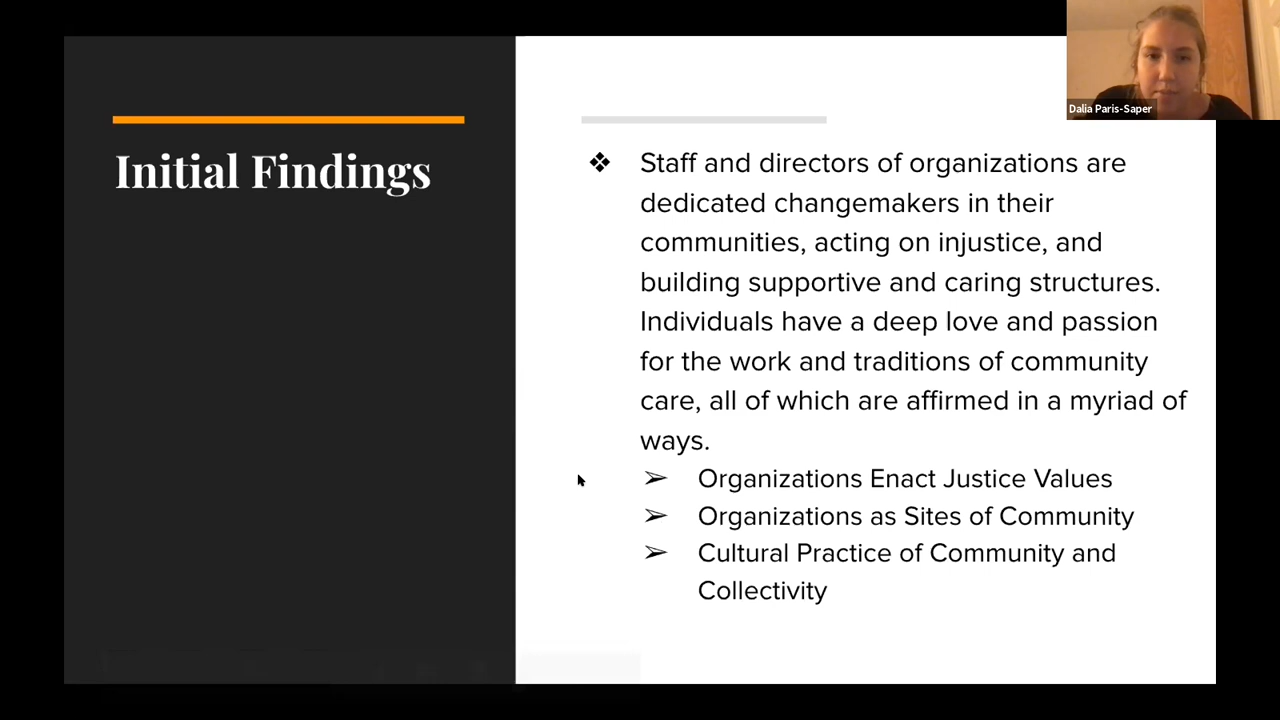 Dalia Paris-Saper
Initial Findings
❖ Staff and directors of organizations are
dedicated changemakers in their
communities, acting on injustice, and
building supportive and caring structures.
Individuals have a deep love and passion
for the work and traditions of community
care, all of which are affirmed in a myriad of
ways.
➢ Organizations Enact Justice Values
➢ Organizations as Sites of Community
➢ Cultural Practice of Community and
Collectivity